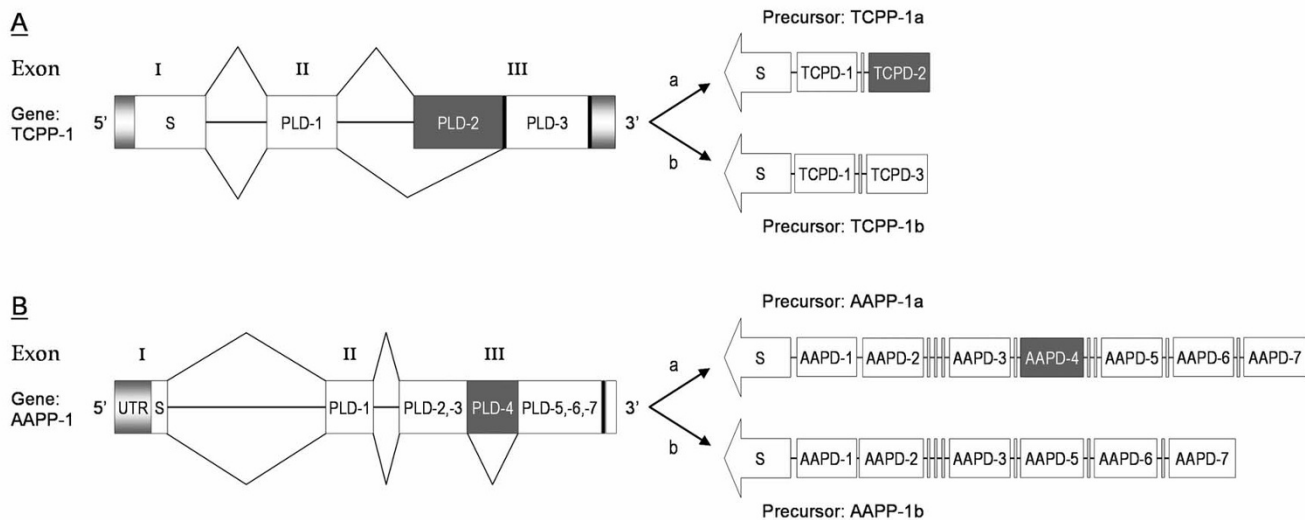 A
Precursor: TCPP-1a
Exon I II III
Gene: TCPP-1 5’ S PLD-1 PLD-2 PLD-3 3’
a
S TCPD-1 TCPD-2
b
S TCPD-1 TCPD-3
Precursor: TCPP-1b
B
Precursor: AAPP-1a
Exon I II III
Gene: AAPP-1 5’ UTR S PLD-1 PLD-2,-3 PLD-4 PLD-5,-6,-7 3’
a
S AAPD-1 AAPD-2 AAPD-3 AAPD-4 AAPD-5 AAPD-6 AAPD-7
b
S AAPD-1 AAPD-2 AAPD-3 AAPD-5 AAPD-6 AAPD-7
Precursor: AAPP-1b